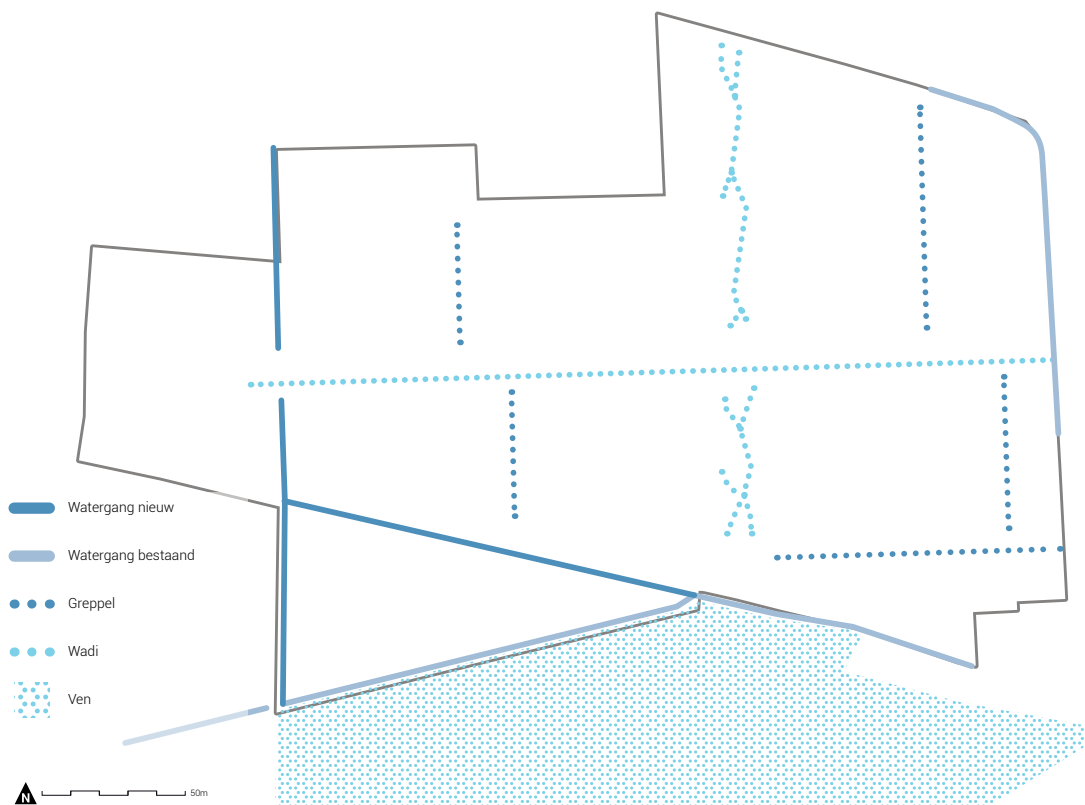 Watergang nieuw
Watergang bestaand
Greppel
Wadi
Ven
N
50m